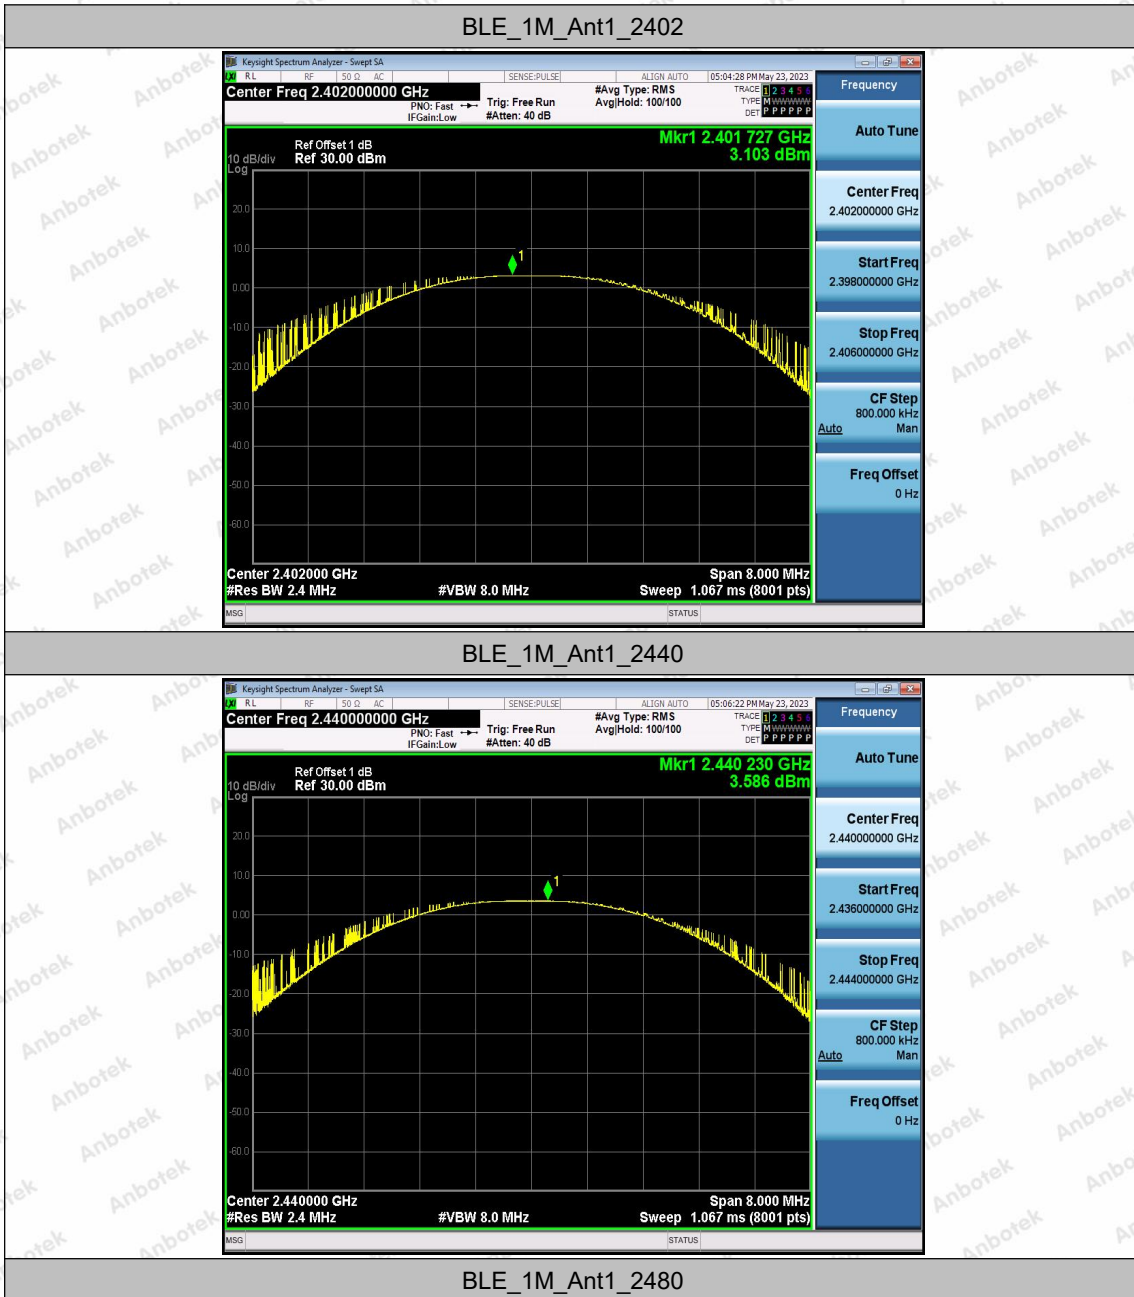 BLE_1M_Ant1_2402
Keysight Spectrum Analyzer - Swept SA
LXI RL RF 50 Ω AC SENSE:PULSE ALIGN AUTO 05:04:28 PM May 23, 2023
Center Freq 2.402000000 GHz
PNO: Fast
IFGain:Low
Trig: Free Run
#Atten: 40 dB
#Avg Type: RMS
Avg|Hold: 100/100
TRACE 1 2 3 4 5 6
TYPE M W W W W W
DET P P P P P P
Frequency
Auto Tune
Center Freq
2.402000000 GHz
Start Freq
2.398000000 GHz
Stop Freq
2.406000000 GHz
CF Step
800.000 kHz
Auto Man
Freq Offset
0 Hz
Mkr1 2.401 727 GHz
3.103 dBm
Ref Offset 1 dB
10 dB/div Ref 30.00 dBm
Log
20.0
10.0
0.00
-10.0
-20.0
-30.0
-40.0
-50.0
-60.0
1
Center 2.402000 GHz Span 8.000 MHz
#Res BW 2.4 MHz #VBW 8.0 MHz Sweep 1.067 ms (8001 pts)
MSG STATUS
BLE_1M_Ant1_2440
Keysight Spectrum Analyzer - Swept SA
LXI RL RF 50 Ω AC SENSE:PULSE ALIGN AUTO 05:06:22 PM May 23, 2023
Center Freq 2.440000000 GHz
PNO: Fast
IFGain:Low
Trig: Free Run
#Atten: 40 dB
#Avg Type: RMS
Avg|Hold: 100/100
TRACE 1 2 3 4 5 6
TYPE M W W W W W
DET P P P P P P
Frequency
Auto Tune
Center Freq
2.440000000 GHz
Start Freq
2.436000000 GHz
Stop Freq
2.444000000 GHz
CF Step
800.000 kHz
Auto Man
Freq Offset
0 Hz
Mkr1 2.440 230 GHz
3.586 dBm
Ref Offset 1 dB
10 dB/div Ref 30.00 dBm
Log
20.0
10.0
0.00
-10.0
-20.0
-30.0
-40.0
-50.0
-60.0
1
Center 2.440000 GHz Span 8.000 MHz
#Res BW 2.4 MHz #VBW 8.0 MHz Sweep 1.067 ms (8001 pts)
MSG STATUS
BLE_1M_Ant1_2480
Anbotek